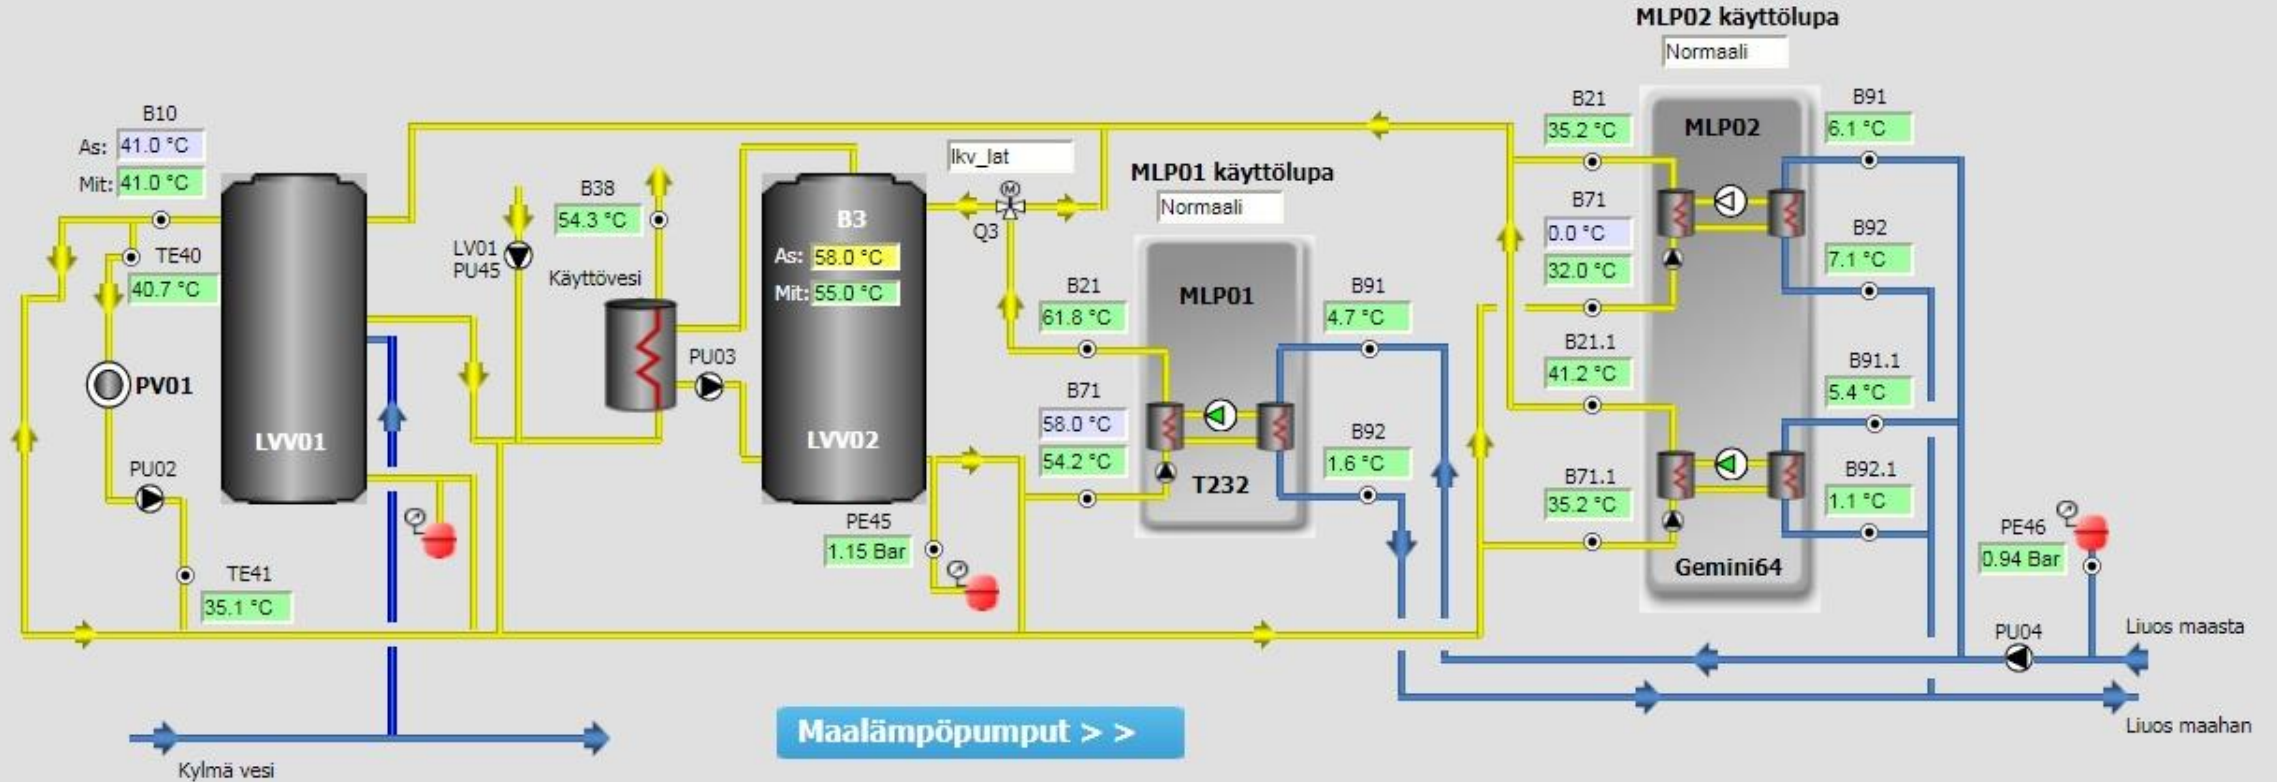 MLP02 käyttölupa
Normaali
B10
As: 41.0 °C
Mit: 41.0 °C
TE40
40.7 °C
PV01
PU02
TE41
35.1 °C
LVV01
LV01
PU45
B38
54.3 °C
Käyttövesi
PU03
B3
As: 58.0 °C
Mit: 55.0 °C
LVV02
PE45
1.15 Bar
lkv_lat
M
Q3
MLP01 käyttölupa
Normaali
B21
61.8 °C
B71
58.0 °C
54.2 °C
MLP01
T232
B91
4.7 °C
B92
1.6 °C
B21
35.2 °C
B71
0.0 °C
32.0 °C
B21.1
41.2 °C
B71.1
35.2 °C
MLP02
Gemini64
B91
6.1 °C
B92
7.1 °C
B91.1
5.4 °C
B92.1
1.1 °C
PE46
0.94 Bar
PU04
Liuos maasta
Liuos maahan
Maalämpöpumput > >
Kylmä vesi